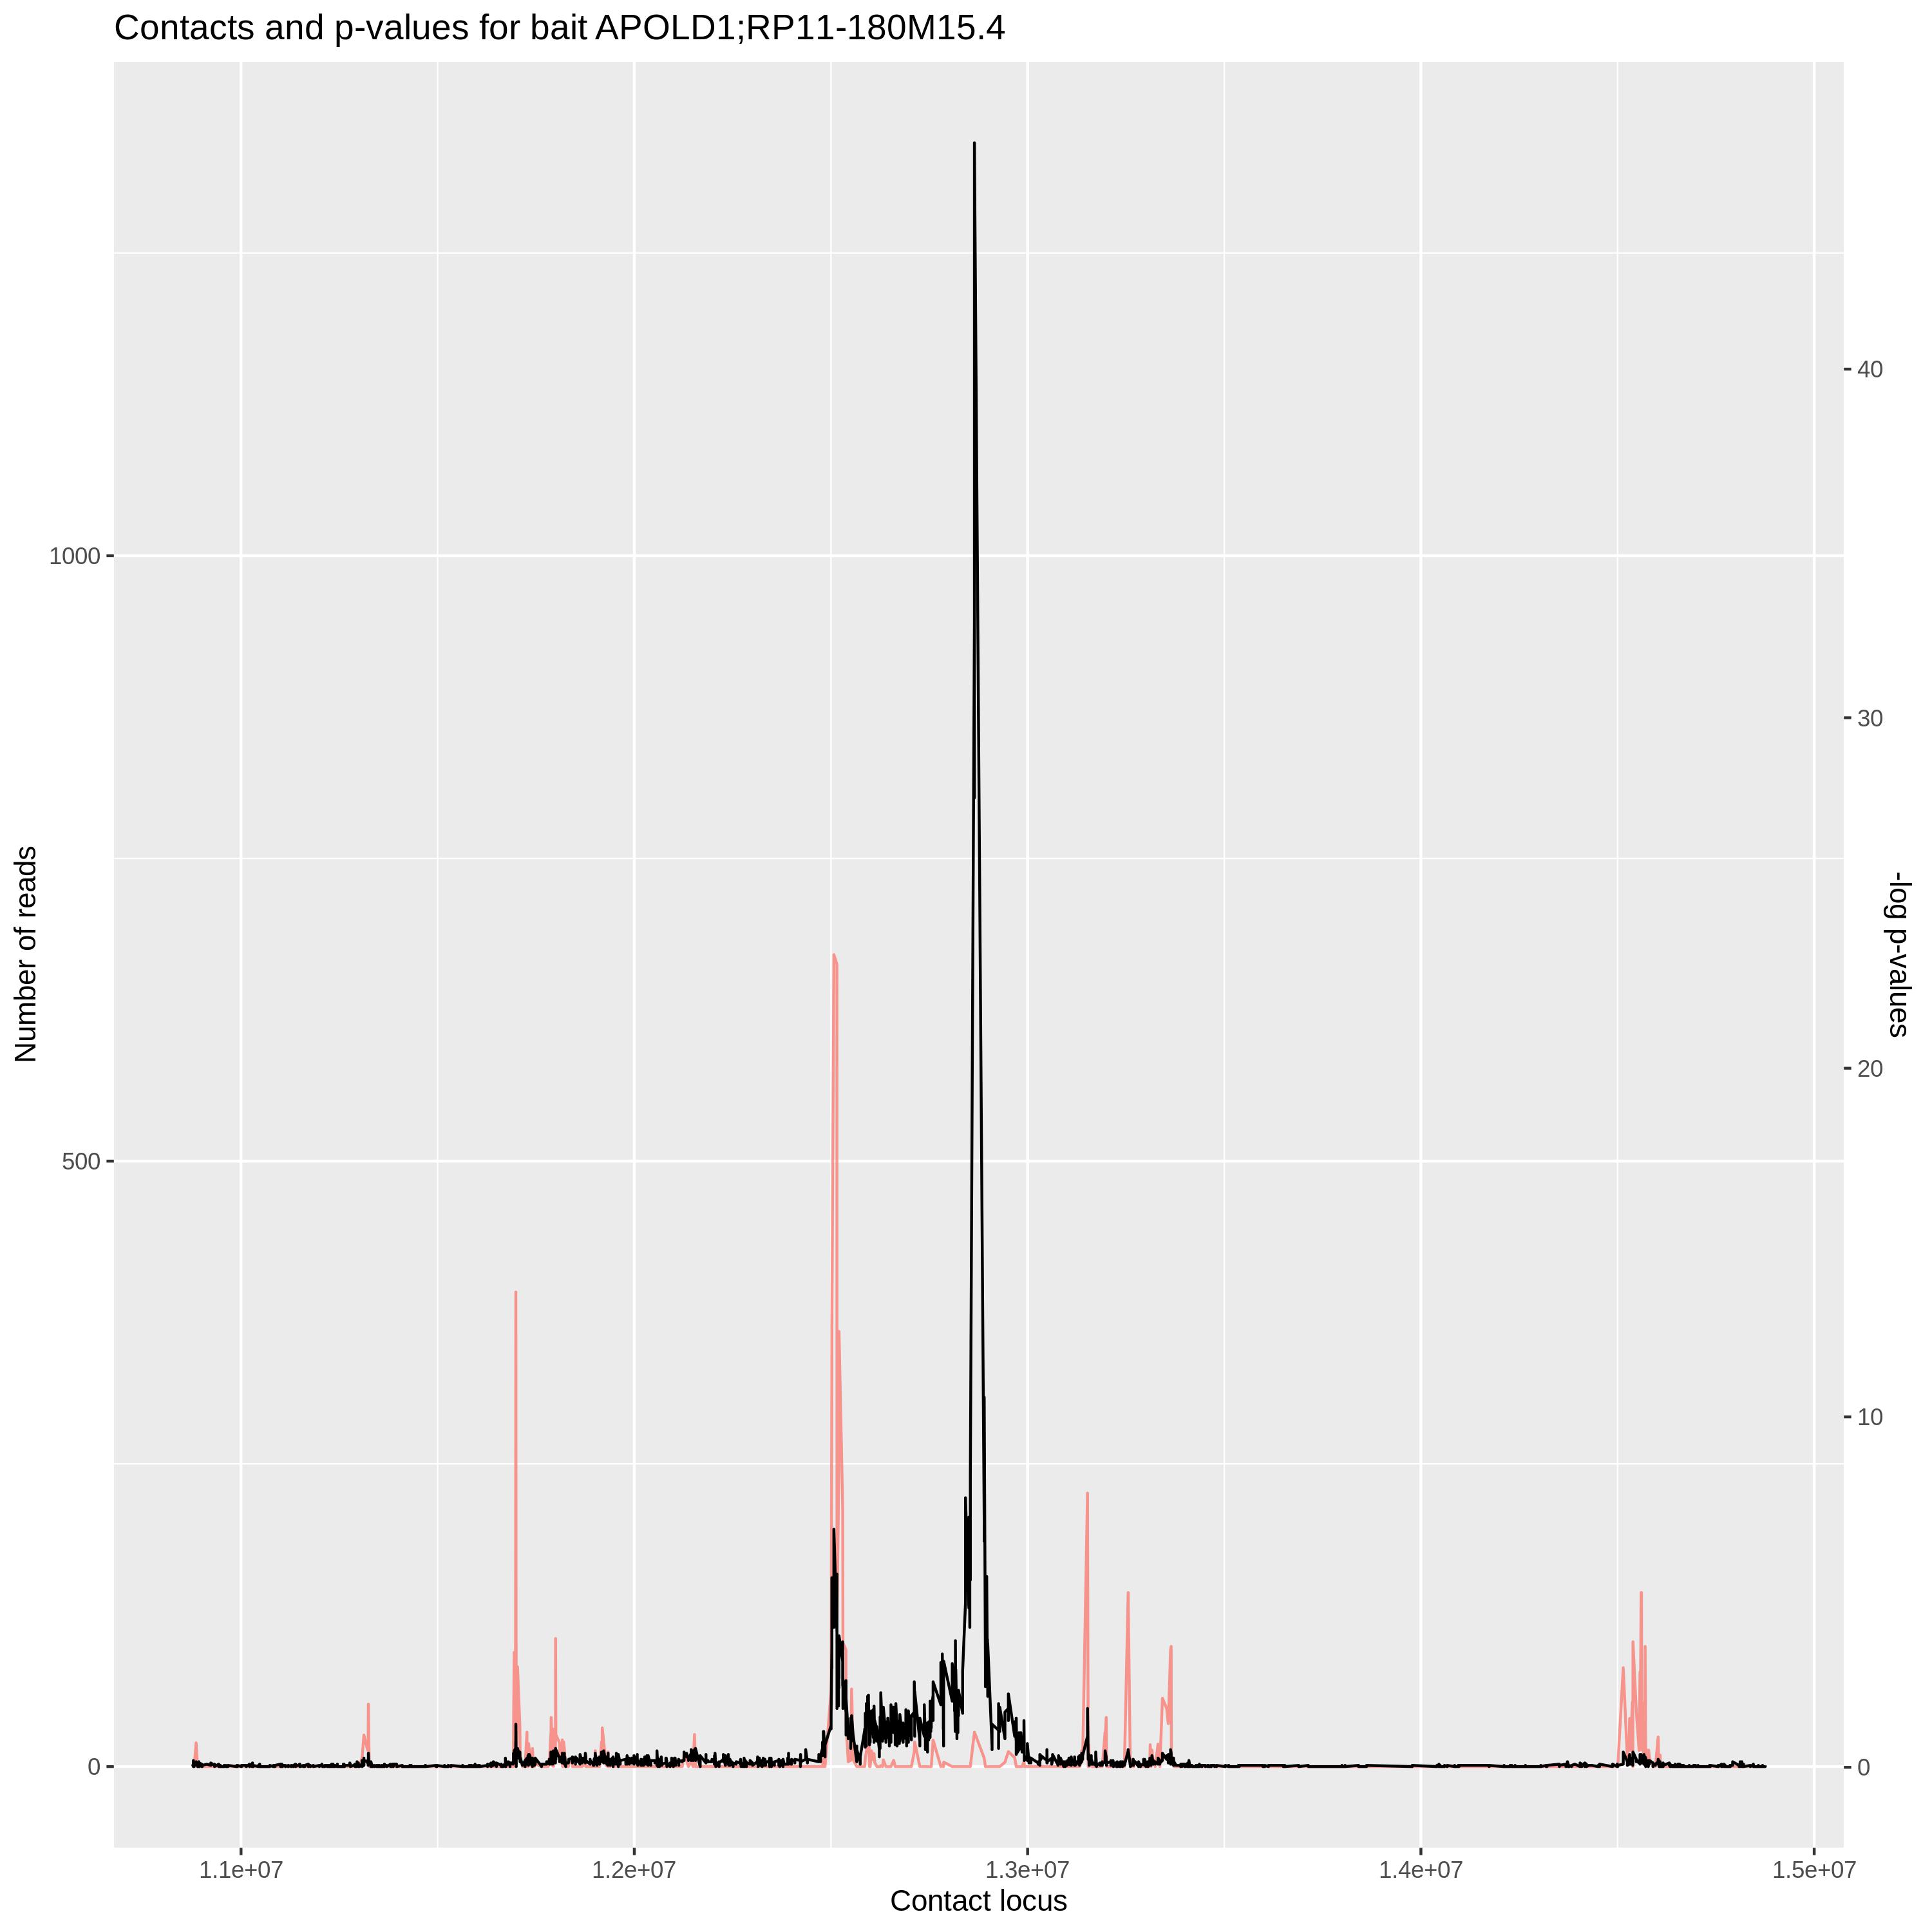 Contacts and p-values for bait APOLD1;RP11-180M15.4
Number of reads
1000
500
0
40
30
20
10
0
-log p-values
1.1e+07
1.2e+07
1.3e+07
1.4e+07
1.5e+07
Contact locus